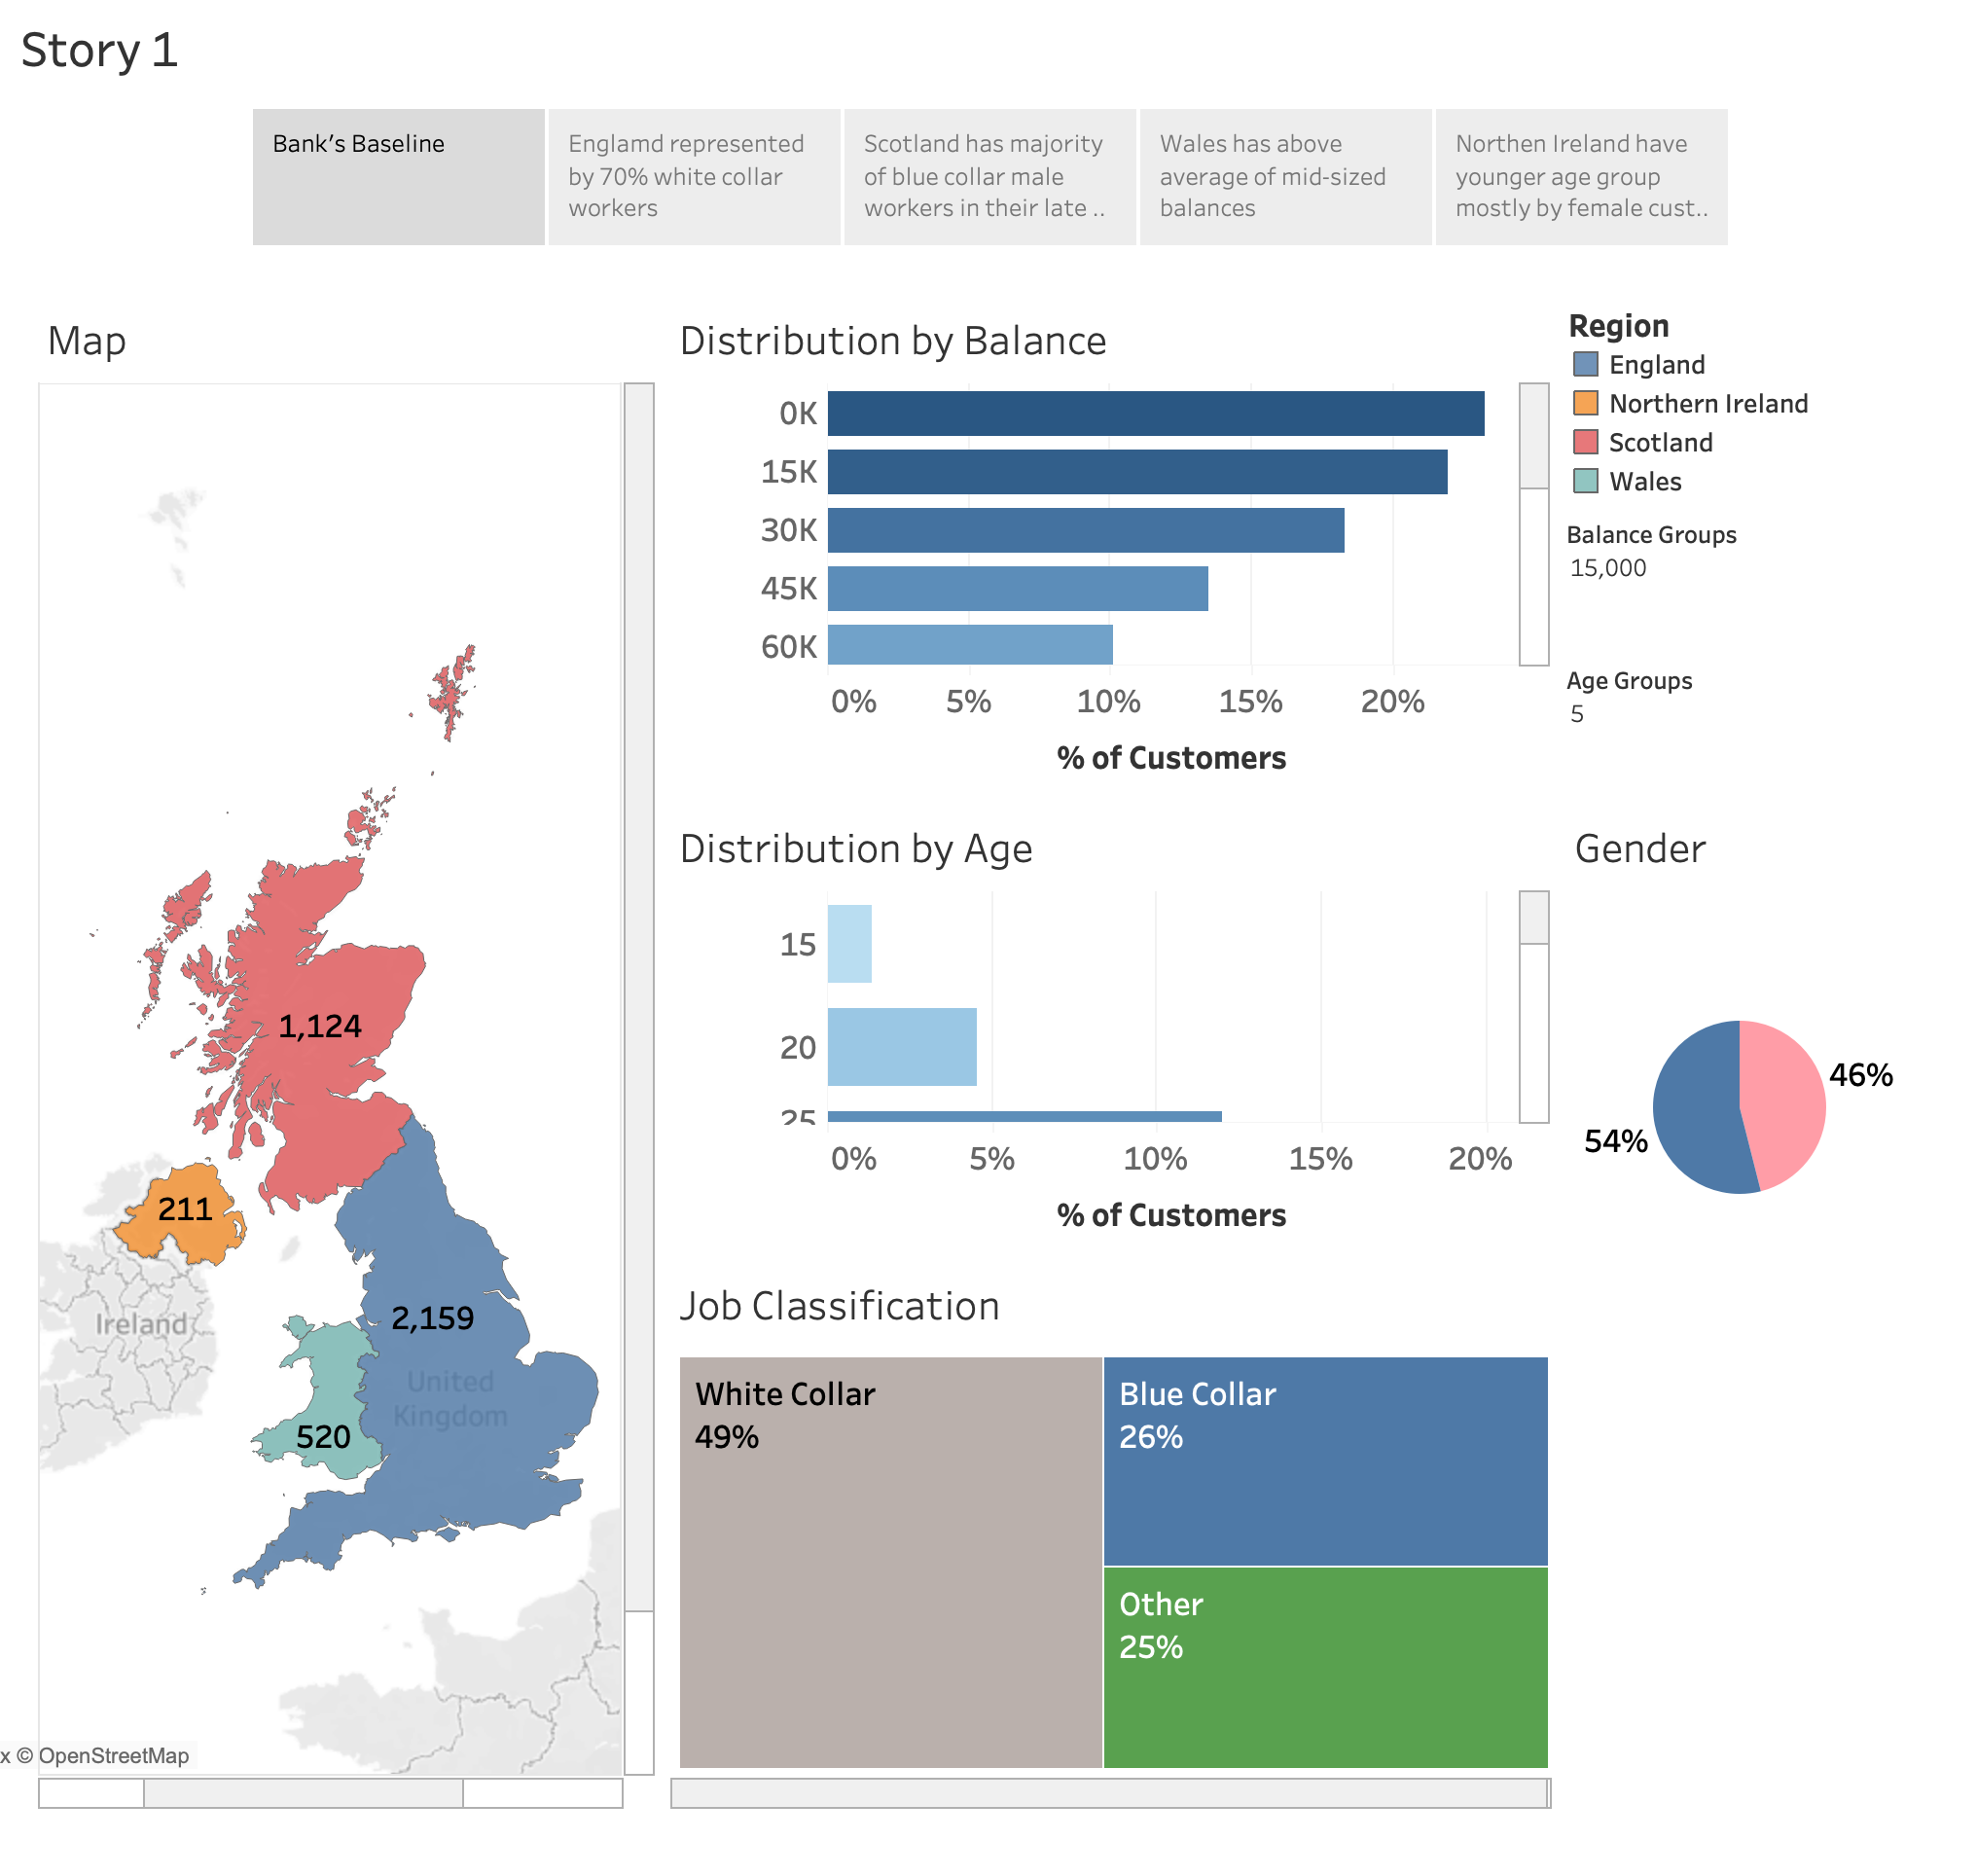 Story 1
Bank's Baseline
Englamd represented
by 70% white collar
workers
Scotland has majority
of blue collar male
workers in their late ..
Wales has above
average of mid-sized
balances
Northen Ireland have
younger age group
mostly by female cust..
Map
1,124
211
2,159
Ireland
United
Kingdom
520
x © OpenStreetMap
Distribution by Balance
0K
15K
30K
45K
60K
0% 5% 10% 15% 20%
% of Customers
Region
England
Northern Ireland
Scotland
Wales
Balance Groups
15,000
Age Groups
5
Distribution by Age
15
20
25
0% 5% 10% 15% 20%
% of Customers
Gender
46%
54%
Job Classification
White Collar
49%
Blue Collar
26%
Other
25%